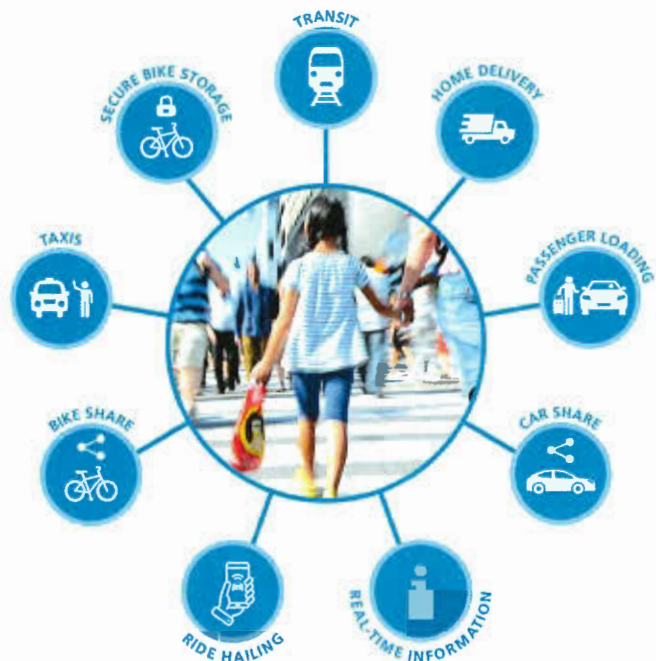 TRANSIT
HOME DELIVERY
PASSENGER LOADING
CAR SHARE
REAL-TIME INFORMATION
RIDE HAILING
BIKE SHARE
TAXIS
SECURE BIKE STORAGE